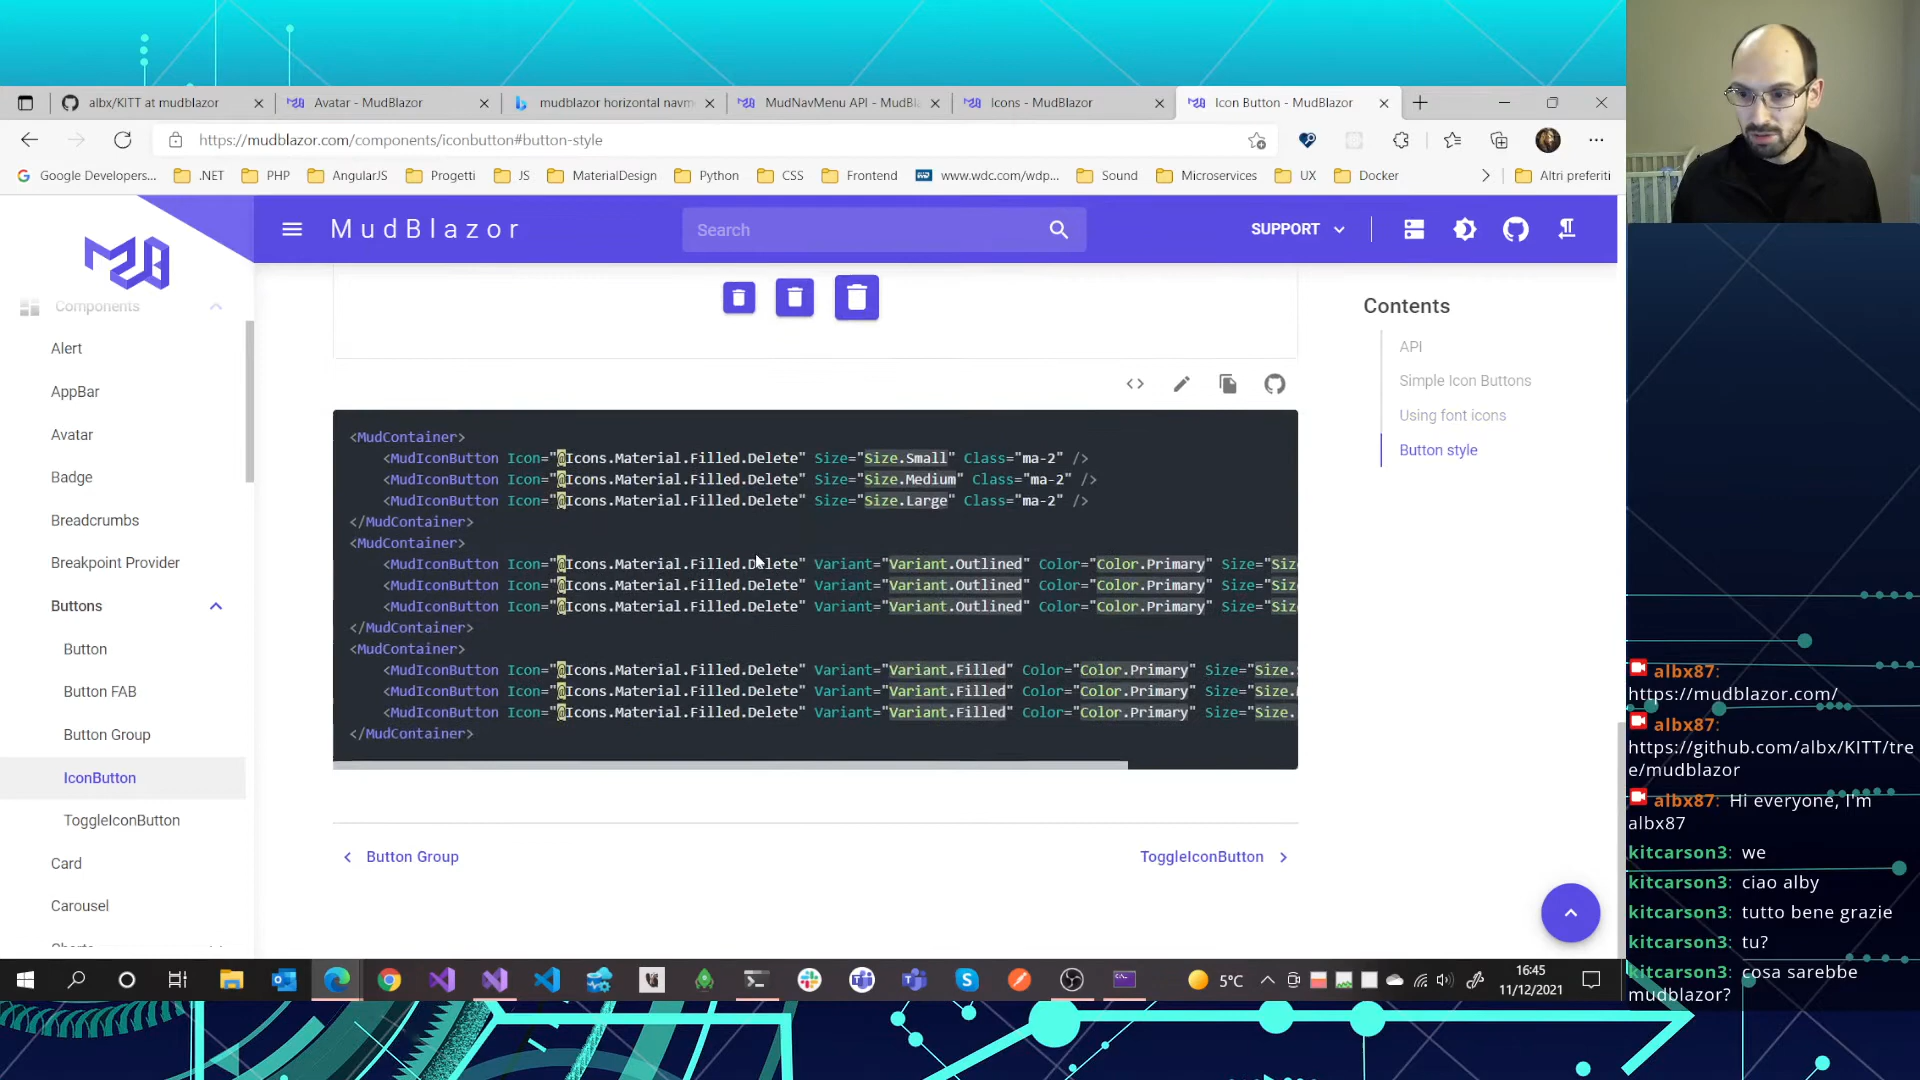 albx/KITT at mudblazor
Avatar - MudBlazor
mudblazor horizontal navm
MudNavMenu API - MudBl
Icons - MudBlazor
Icon Button - MudBlazor
https://mudblazor.com/components/iconbutton#button-style
Google Developers...
.NET
PHP
AngularJS
Progetti
JS
MaterialDesign
Python
CSS
Frontend
www.wdc.com/wdp...
Sound
Microservices
UX
Docker
Altri preferiti
MudBlazor
Search
SUPPORT
Components
Alert
AppBar
Avatar
Badge
Breadcrumbs
Breakpoint Provider
Buttons
Button
Button FAB
Button Group
IconButton
ToggleIconButton
Card
Carousel
<MudContainer>
<MudIconButton Icon="@Icons.Material.Filled.Delete" Size="Size.Small" Class="ma-2" />
<MudIconButton Icon="@Icons.Material.Filled.Delete" Size="Size.Medium" Class="ma-2" />
<MudIconButton Icon="@Icons.Material.Filled.Delete" Size="Size.Large" Class="ma-2" />
</MudContainer>
<MudContainer>
<MudIconButton Icon="@Icons.Material.Filled.Delete" Variant="Variant.Outlined" Color="Color.Primary" Size="Siz
<MudIconButton Icon="@Icons.Material.Filled.Delete" Variant="Variant.Outlined" Color="Color.Primary" Size="Siz
<MudIconButton Icon="@Icons.Material.Filled.Delete" Variant="Variant.Outlined" Color="Color.Primary" Size="Siz
</MudContainer>
<MudContainer>
<MudIconButton Icon="@Icons.Material.Filled.Delete" Variant="Variant.Filled" Color="Color.Primary" Size="Size.
<MudIconButton Icon="@Icons.Material.Filled.Delete" Variant="Variant.Filled" Color="Color.Primary" Size="Size.
<MudIconButton Icon="@Icons.Material.Filled.Delete" Variant="Variant.Filled" Color="Color.Primary" Size="Size.
</MudContainer>
Button Group
ToggleIconButton
Contents
API
Simple Icon Buttons
Using font icons
Button style
albx87:
https://mudblazor.com/
albx87:
https://github.com/albx/KITT/tre
e/mudblazor
albx87: Hi everyone, I'm
albx87
kitcarson3: we
kitcarson3: ciao alby
kitcarson3: tutto bene grazie
kitcarson3: tu?
kitcarson3: cosa sarebbe
mudblazor?
5°C
16:45
11/12/2021